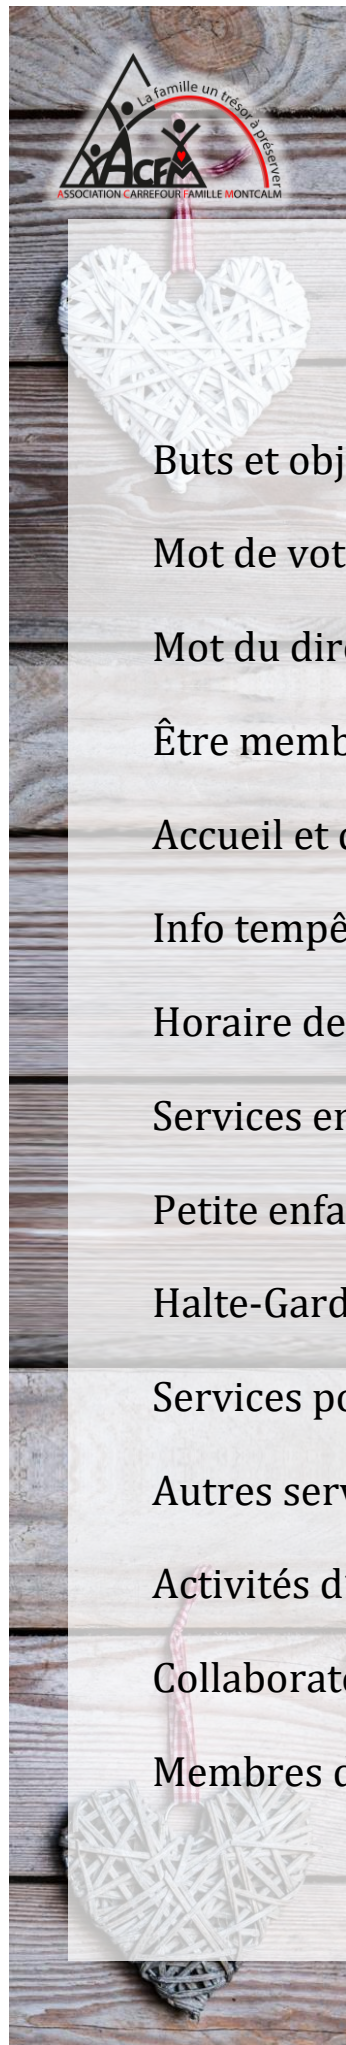 La famille un trésor à préserver
ACFM
ASSOCIATION CARREFOUR FAMILLE MONTCALM
Buts et obj
Mot de vot
Mot du dir
Être memb
Accueil et
Info tempê
Horaire de
Services en
Petite enfa
Halte-Gard
Services po
Autres serv
Activités d'
Collaborat
Membres